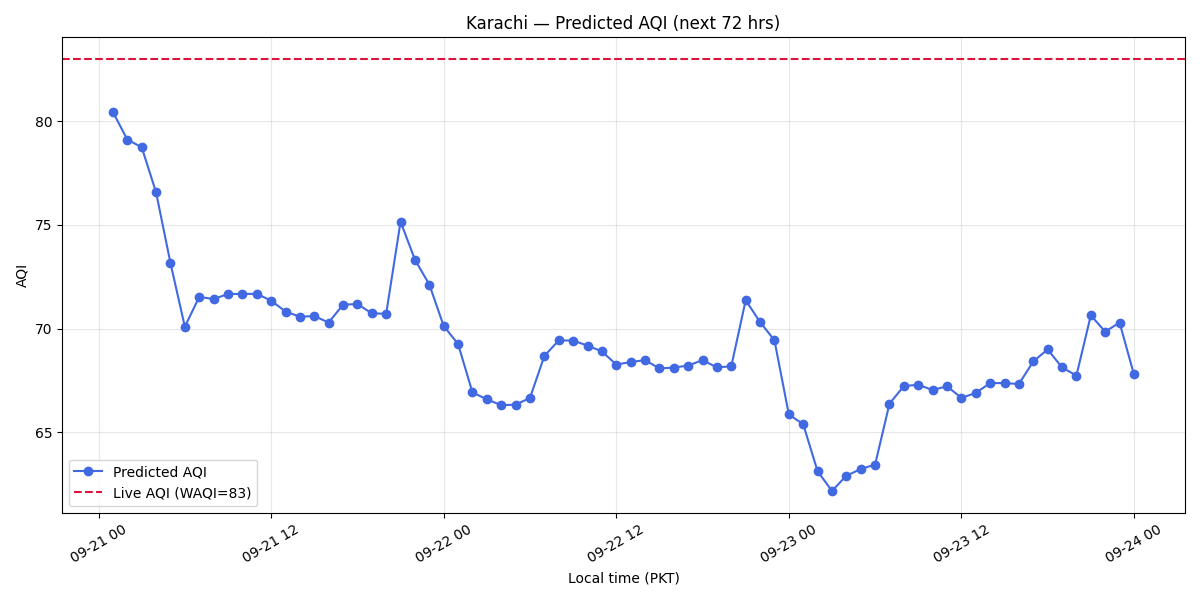 Karachi — Predicted AQI (next 72 hrs)
AQI
80
75
70
65
Predicted AQI
Live AQI (WAQI=83)
09-21 00
09-21 12
09-22 00
09-22 12
09-23 00
09-23 12
09-24 00
Local time (PKT)